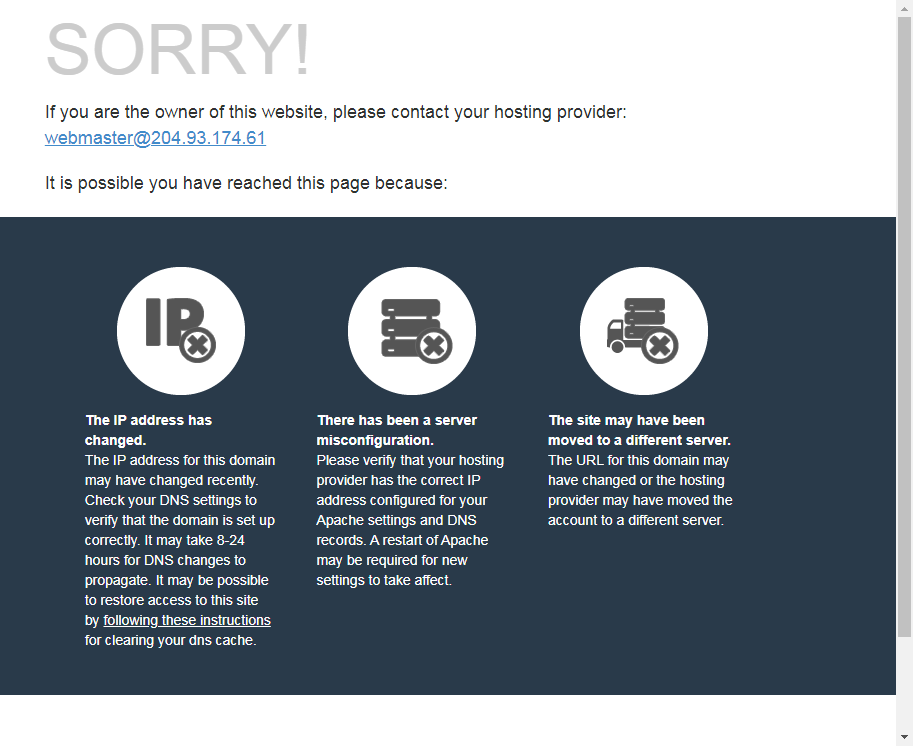 SORRY!
If you are the owner of this website, please contact your hosting provider:
webmaster@204.93.174.61
It is possible you have reached this page because:
IP
The IP address has
changed.
The IP address for this domain
may have changed recently.
Check your DNS settings to
verify that the domain is set up
correctly. It may take 8-24
hours for DNS changes to
propagate. It may be possible
to restore access to this site
by following these instructions
for clearing your dns cache.
There has been a server
misconfiguration.
Please verify that your hosting
provider has the correct IP
address configured for your
Apache settings and DNS
records. A restart of Apache
may be required for new
settings to take affect.
The site may have been
moved to a different server.
The URL for this domain may
have changed or the hosting
provider may have moved the
account to a different server.